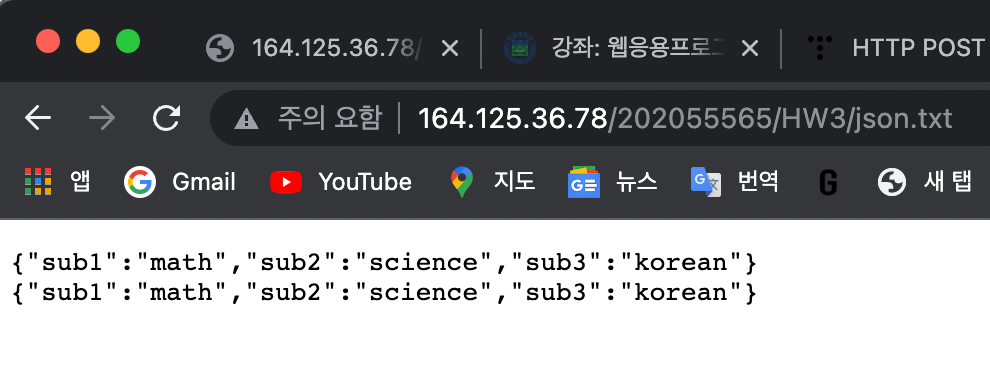 164.125.36.78/
강좌: 웹응용프로그
HTTP POST
주의 요함
164.125.36.78/202055565/HW3/json.txt
앱
Gmail
YouTube
지도
뉴스
번역
G
새 탭
{"sub1":"math","sub2":"science","sub3":"korean"}
{"sub1":"math","sub2":"science","sub3":"korean"}